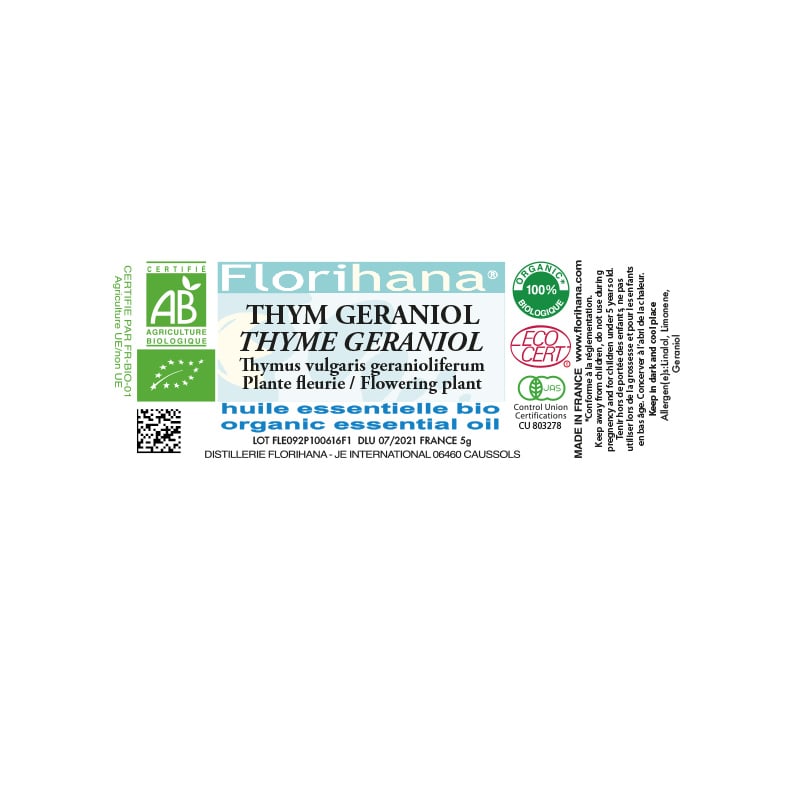 CERTIFIE PAR FR-BIO-01
Agriculture UE/non UE
CERTIFIÉ
AB
AGRICULTURE
BIOLOGIQUE
Florihana®
THYM GERANIOL
THYME GERANIOL
Thymus vulgaris geranioliferum
Plante fleurie / Flowering plant
huile essentielle bio
organic essential oil
LOT FLE092P100616F1 DLU 07/2021 FRANCE 5g
DISTILLERIE FLORIHANA - JE INTERNATIONAL 06460 CAUSSOLS
ORGANIC*
100%
BIOLOGIQUE
ECO
CERT
JAS
Control Union
Certifications
CU 803278
MADE IN FRANCE www.florihana.com
*Conforme à la réglementation.
Keep away from children, do not use during
pregnency and for children under 5 years old.
Tenir hors de portée des enfants, ne pas
utiliser lors de la grossesse et pour les enfants
en bas âge. Concerver à l'abri de la chaleur.
Keep in dark and cool place
Allergen(e)s: Linalol, Limonene,
Geraniol